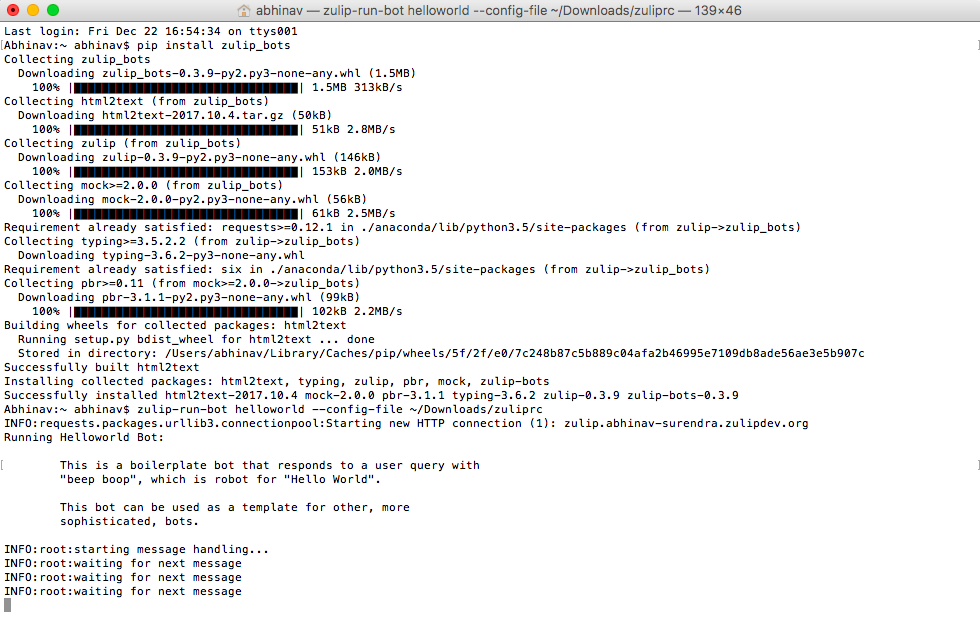 abhinav — zulip-run-bot helloworld --config-file ~/Downloads/zuliprc — 139×46
Last login: Fri Dec 22 16:54:34 on ttys001
[Abhinav:~ abhinav$ pip install zulip_bots ]
Collecting zulip_bots
  Downloading zulip_bots-0.3.9-py2.py3-none-any.whl (1.5MB)
    100% |████████████████████████████████| 1.5MB 313kB/s
Collecting html2text (from zulip_bots)
  Downloading html2text-2017.10.4.tar.gz (50kB)
    100% |████████████████████████████████| 51kB 2.8MB/s
Collecting zulip (from zulip_bots)
  Downloading zulip-0.3.9-py2.py3-none-any.whl (146kB)
    100% |████████████████████████████████| 153kB 2.0MB/s
Collecting mock>=2.0.0 (from zulip_bots)
  Downloading mock-2.0.0-py2.py3-none-any.whl (56kB)
    100% |████████████████████████████████| 61kB 2.5MB/s
Requirement already satisfied: requests>=0.12.1 in ./anaconda/lib/python3.5/site-packages (from zulip->zulip_bots)
Collecting typing>=3.5.2.2 (from zulip->zulip_bots)
  Downloading typing-3.6.2-py3-none-any.whl
Requirement already satisfied: six in ./anaconda/lib/python3.5/site-packages (from zulip->zulip_bots)
Collecting pbr>=0.11 (from mock>=2.0.0->zulip_bots)
  Downloading pbr-3.1.1-py2.py3-none-any.whl (99kB)
    100% |████████████████████████████████| 102kB 2.2MB/s
Building wheels for collected packages: html2text
  Running setup.py bdist_wheel for html2text ... done
  Stored in directory: /Users/abhinav/Library/Caches/pip/wheels/5f/2f/e0/7c248b87c5b889c04afa2b46995e7109db8ade56ae3e5b907c
Successfully built html2text
Installing collected packages: html2text, typing, zulip, pbr, mock, zulip-bots
Successfully installed html2text-2017.10.4 mock-2.0.0 pbr-3.1.1 typing-3.6.2 zulip-0.3.9 zulip-bots-0.3.9
Abhinav:~ abhinav$ zulip-run-bot helloworld --config-file ~/Downloads/zuliprc
INFO:requests.packages.urllib3.connectionpool:Starting new HTTP connection (1): zulip.abhinav-surendra.zulipdev.org
Running Helloworld Bot:
[       This is a boilerplate bot that responds to a user query with ]
        "beep boop", which is robot for "Hello World".
        This bot can be used as a template for other, more
        sophisticated, bots.
INFO:root:starting message handling...
INFO:root:waiting for next message
INFO:root:waiting for next message
INFO:root:waiting for next message